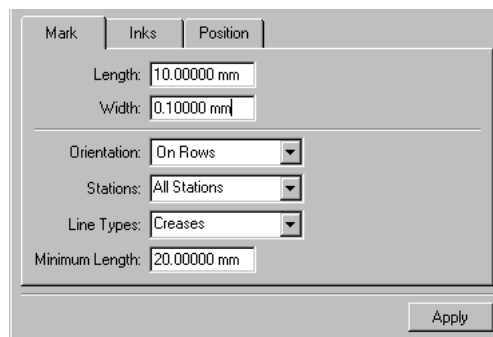 Mark Inks Position
Length: 10.00000 mm
Width: 0.10000 mm
Orientation: On Rows
Stations: All Stations
Line Types: Creases
Minimum Length: 20.00000 mm
Apply